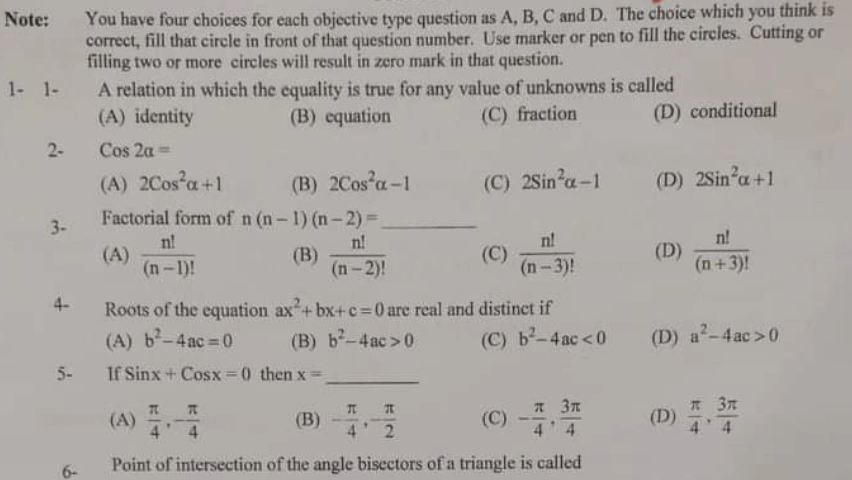 Note: You have four choices for each objective type question as A, B, C and D. The choice which you think is
correct, fill that circle in front of that question number. Use marker or pen to fill the circles. Cutting or
filling two or more circles will result in zero mark in that question.
1- 1- A relation in which the equality is true for any value of unknowns is called
(A) identity (B) equation (C) fraction (D) conditional
2- Cos 2α =
(A) 2Cos²α+1 (B) 2Cos²α−1 (C) 2Sin²α−1 (D) 2Sin²α+1
3- Factorial form of n (n – 1) (n – 2) = ________
(A) n!/(n−1)! (B) n!/(n−2)! (C) n!/(n−3)! (D) n!/(n+3)!
4- Roots of the equation ax²+ bx+c = 0 are real and distinct if
(A) b²−4ac = 0 (B) b²−4ac > 0 (C) b²−4ac < 0 (D) a²−4ac > 0
5- If Sinx + Cosx = 0 then x = ________
(A) π/4, −π/4 (B) −π/4, −π/2 (C) −π/4, 3π/4 (D) π/4, 3π/4
6- Point of intersection of the angle bisectors of a triangle is called